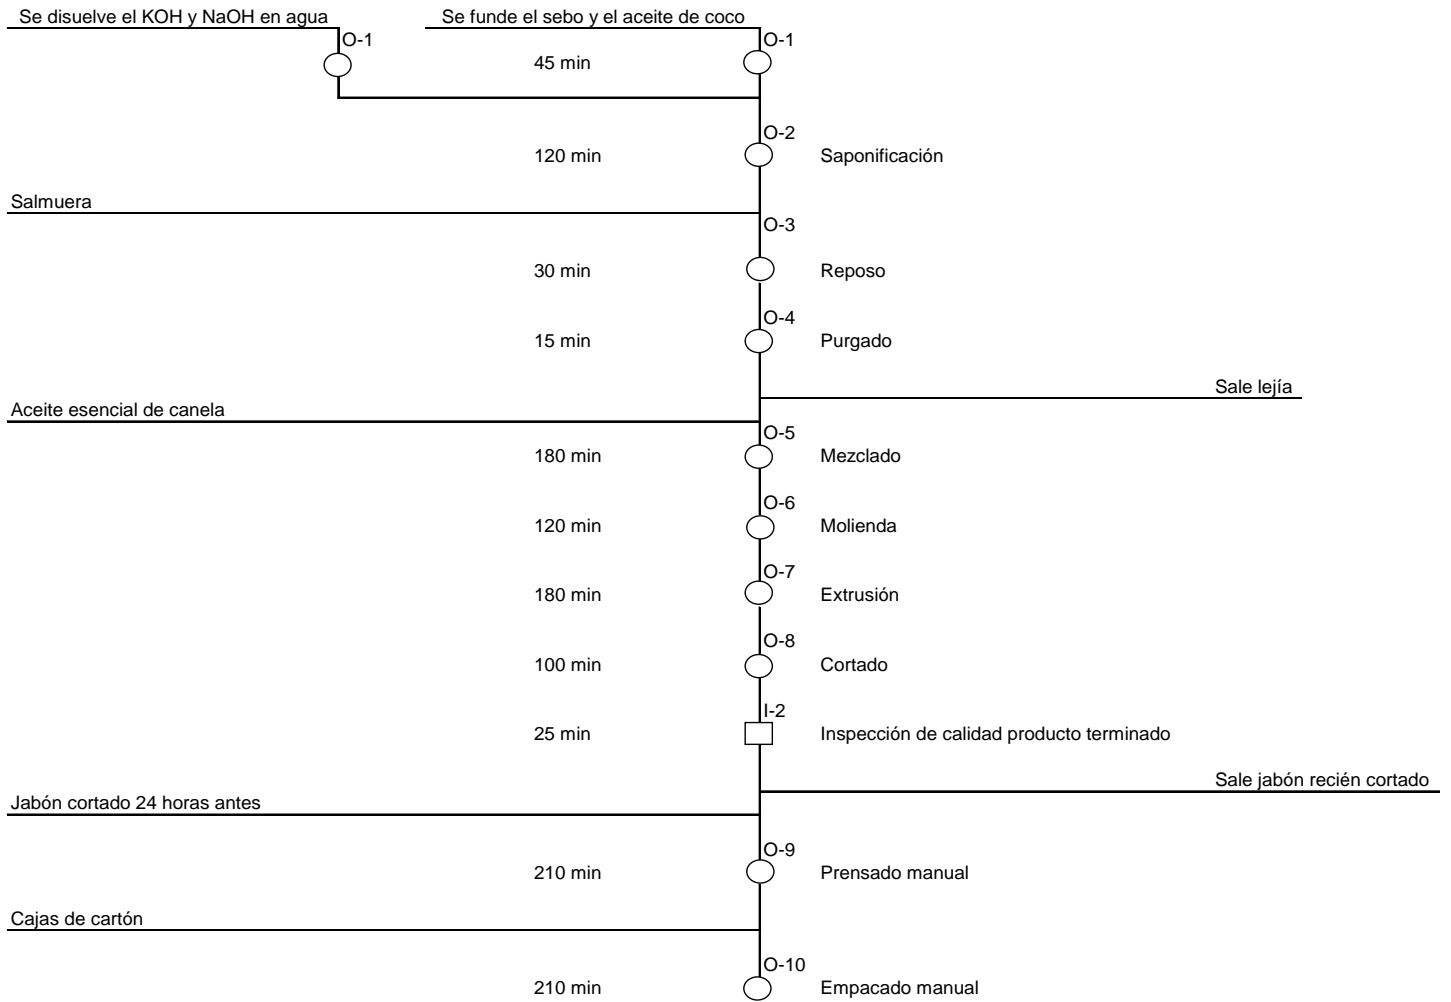 Se disuelve el KOH y NaOH en agua
Se funde el sebo y el aceite de coco
O-1
O-1
45 min
O-2
120 min
Saponificación
Salmuera
O-3
30 min
Reposo
O-4
15 min
Purgado
Sale lejía
Aceite esencial de canela
O-5
180 min
Mezclado
O-6
120 min
Molienda
O-7
180 min
Extrusión
O-8
100 min
Cortado
I-2
25 min
Inspección de calidad producto terminado
Sale jabón recién cortado
Jabón cortado 24 horas antes
O-9
210 min
Prensado manual
Cajas de cartón
O-10
210 min
Empacado manual